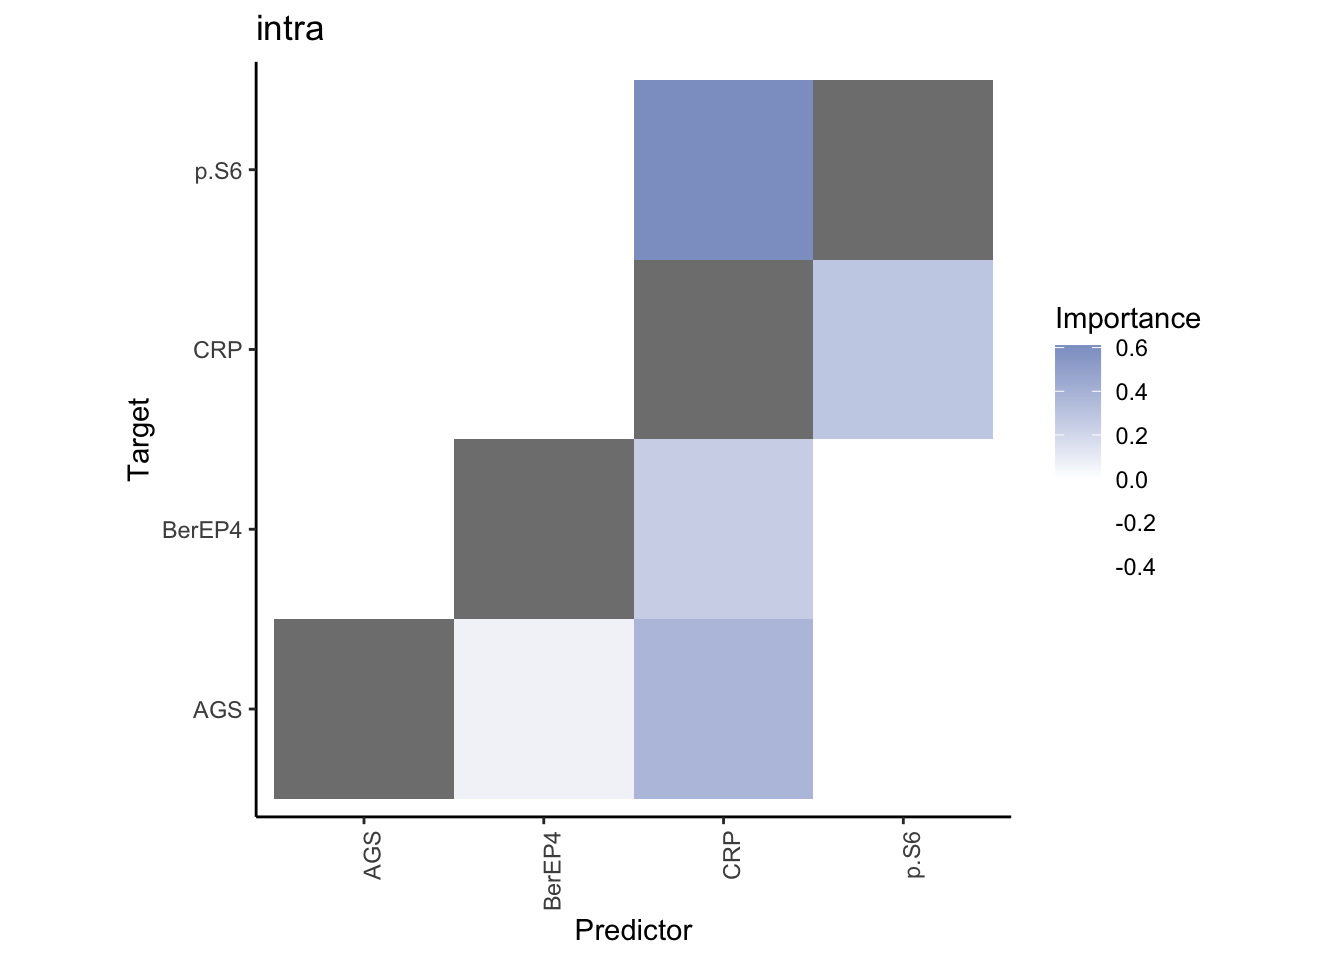 intra
p.S6
CRP
BerEP4
AGS
Target
AGS
BerEP4
CRP
p.S6
Predictor
Importance
0.6
0.4
0.2
0.0
-0.2
-0.4